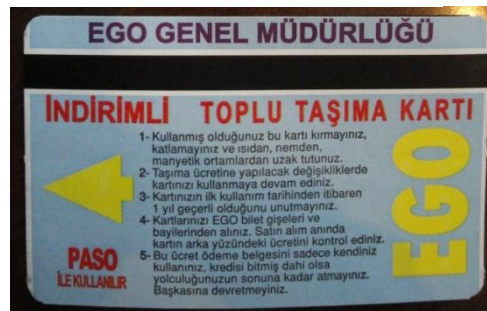 EGO GENEL MÜDÜRLÜĞÜ
İNDİRİMLİ TOPLU TAŞIMA KARTI
1- Kullanmış olduğunuz bu kartı kırmayınız,
katlamayınız ve ısıdan, nemden,
manyetik ortamlardan uzak tutunuz.
2- Taşıma ücretine yapılacak değişikliklerde
kartınızı kullanmaya devam ediniz.
3- Kartınızın ilk kullanım tarihinden itibaren
1 yıl geçerli olduğunu unutmayınız.
4- Kartlarınızı EGO bilet gişeleri ve
bayilerinden alınız. Satın alım anında
kartın arka yüzündeki ücretini kontrol ediniz.
5- Bu ücret ödeme belgesini sadece kendiniz
kullanınız, kredisi bitmiş dahi olsa
yolculuğunuzun sonuna kadar atmayınız.
Başkasına devretmeyiniz.
PASO
İLE KULLANILIR
EGO